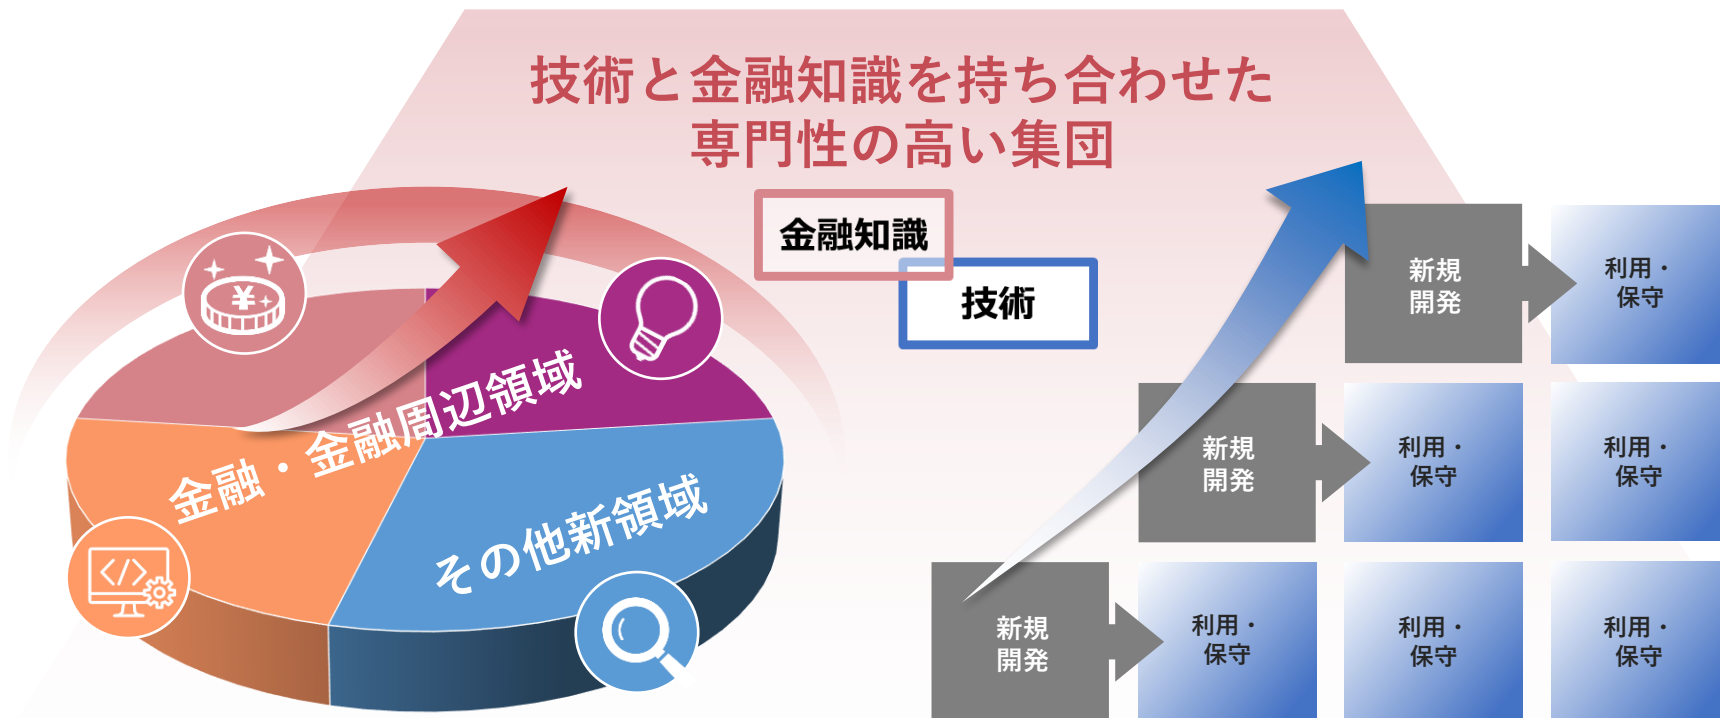 技術と金融知識を持ち合わせた
専門性の高い集団
金融知識
技術
¥
金融・金融周辺領域
その他新領域
</>
新規
開発
利用・
保守
新規
開発
利用・
保守
利用・
保守
新規
開発
利用・
保守
利用・
保守
利用・
保守